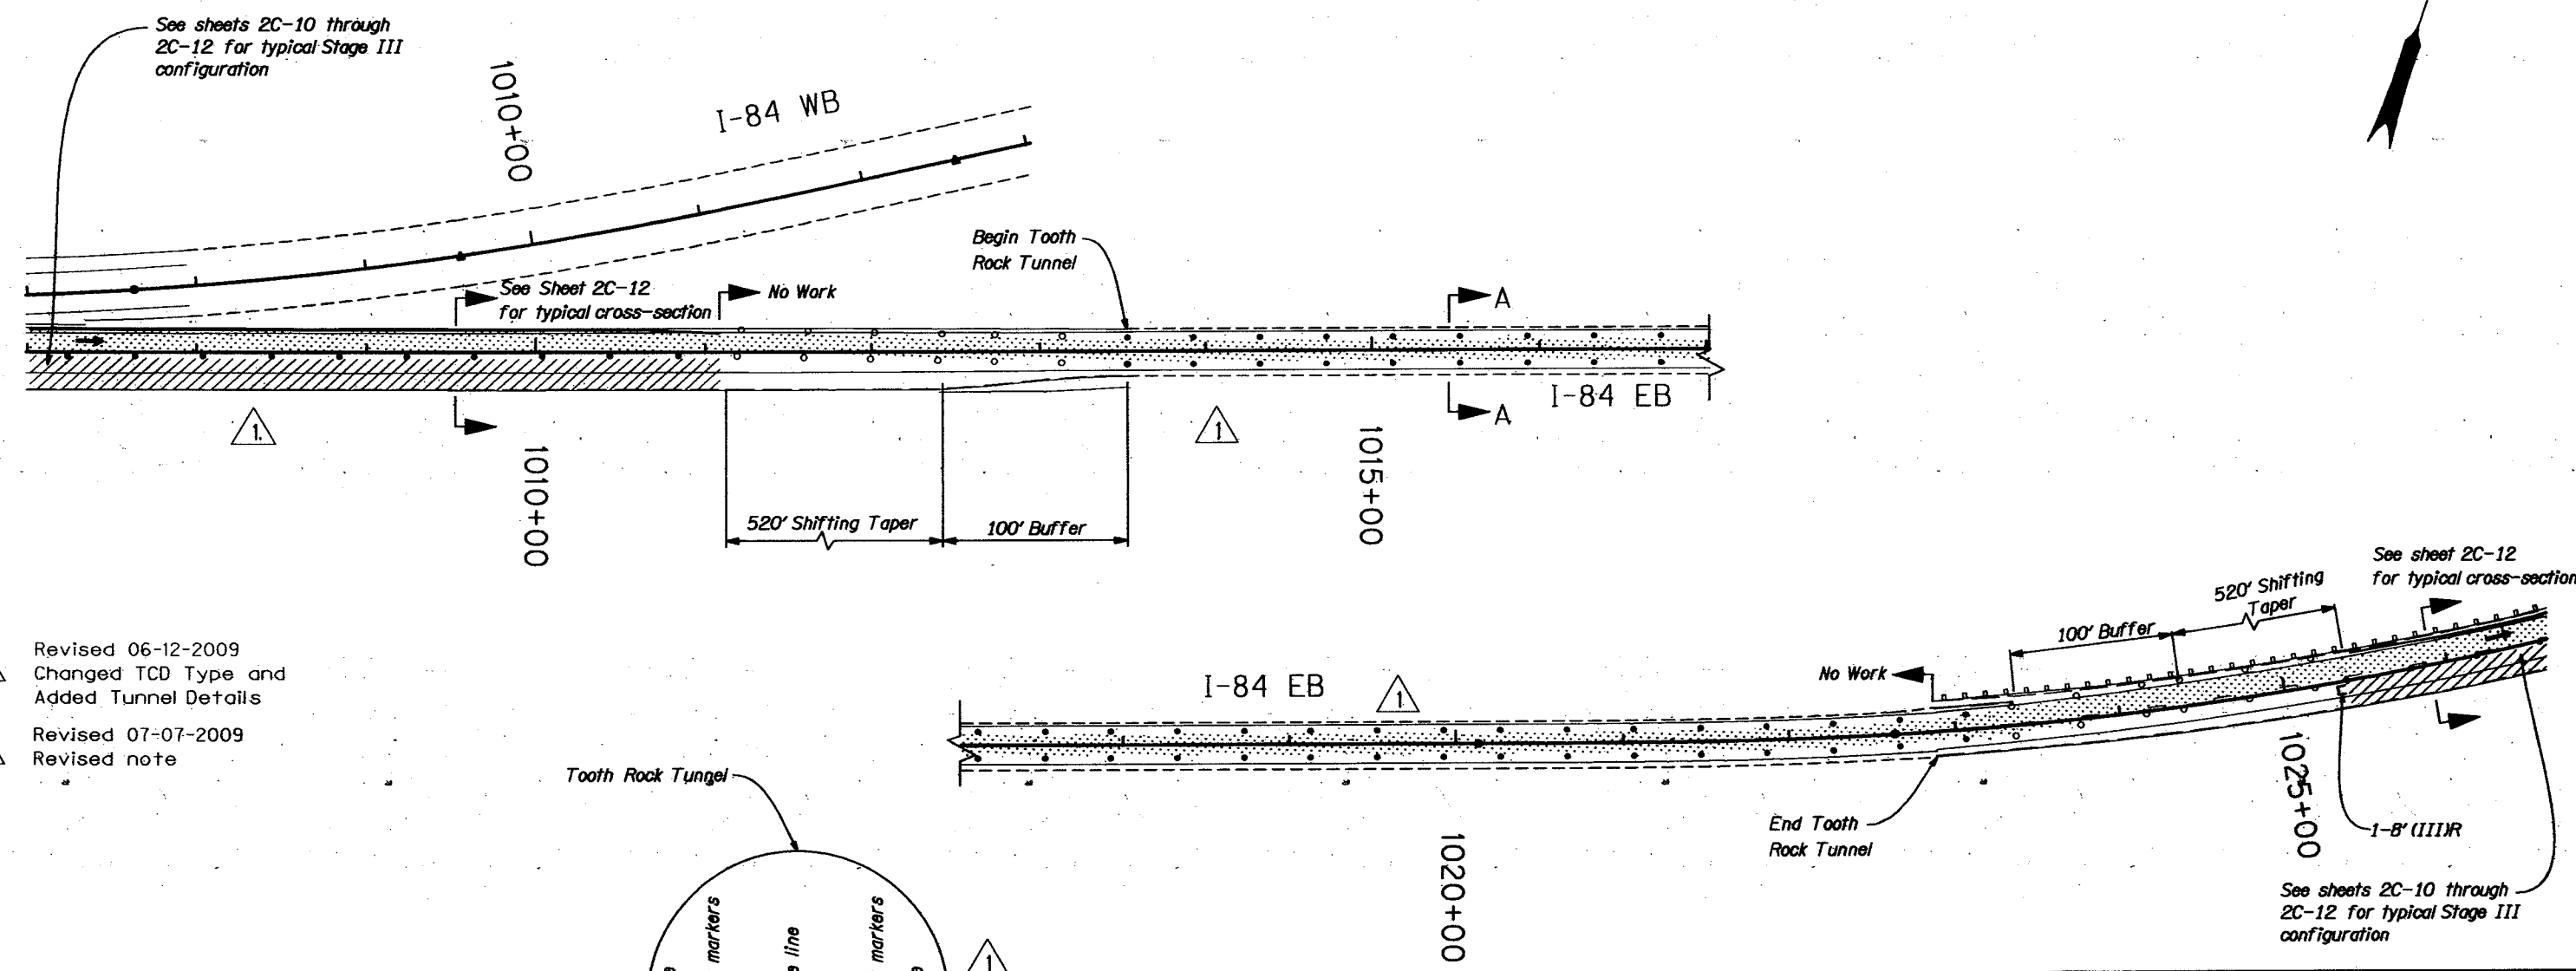 See sheets 2C-10 through
2C-12 for typical Stage III
configuration
1010+00
I-84 WB
Begin Tooth
Rock Tunnel
See Sheet 2C-12
for typical cross-section
No Work
A
A
I-84 EB
1
1
1010+00
1015+00
520' Shifting Taper
100' Buffer
See sheet 2C-12
for typical cross-section
520' Shifting
Taper
100' Buffer
No Work
I-84 EB
1
Revised 06-12-2009
Changed TCD Type and
Added Tunnel Details
Revised 07-07-2009
Revised note
Tooth Rock Tunnel
End Tooth
Rock Tunnel
1025+00
1-8' (III)R
1020+00
See sheets 2C-10 through
2C-12 for typical Stage III
configuration
markers
line
markers
1